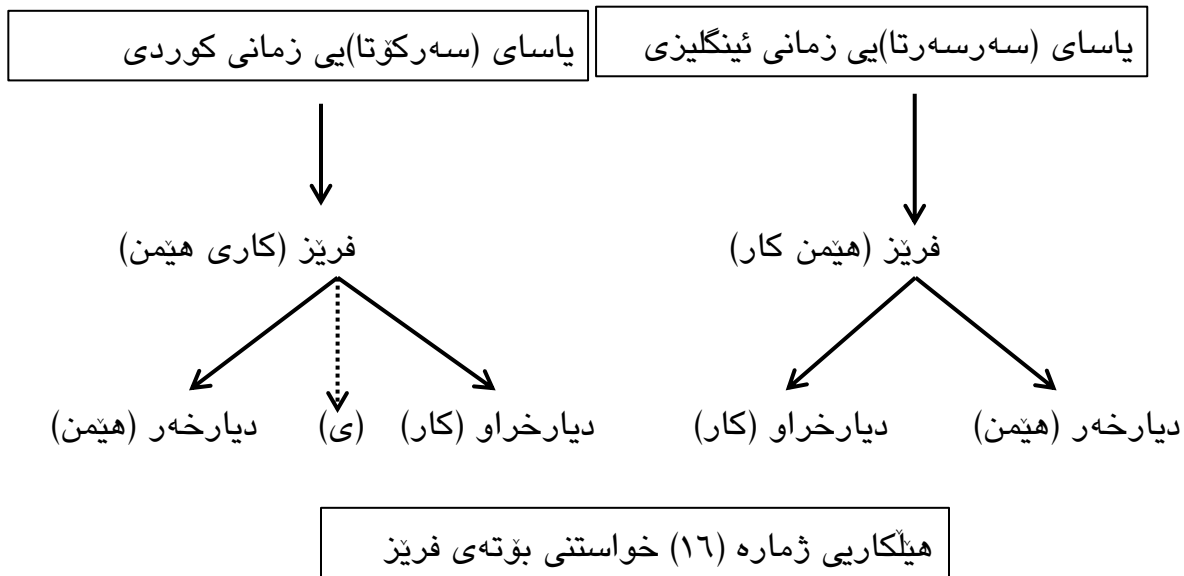 یاسای (سەرسەرتا)یی زمانی ئینگلیزی
یاسای (سەرکۆتا)یی زمانی کوردی
فرێز (هێمن کار)
فرێز (کاری هێمن)
دیارخەر (هێمن)
دیارخراو (کار)
دیارخراو (کار)
(ی)
دیارخەر (هێمن)
هێڵکاریی ژمارە (١٦) خواستنی بۆتەی فرێز